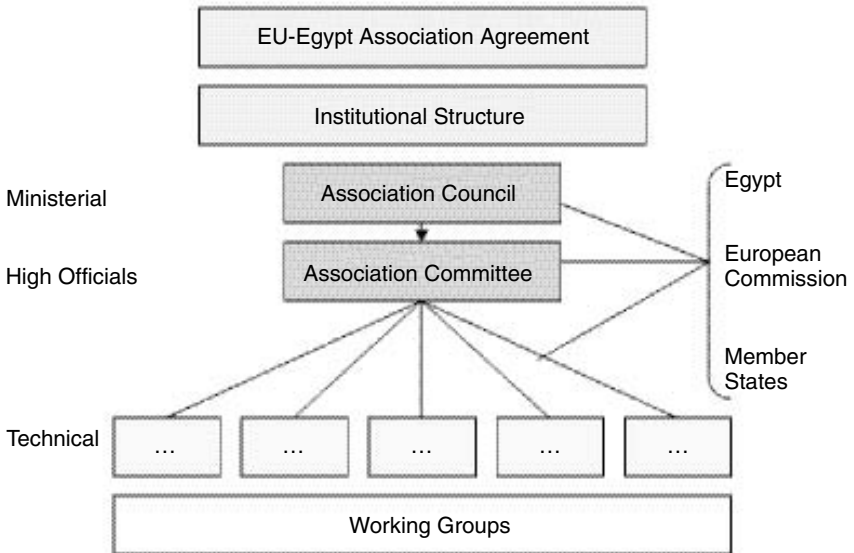 EU-Egypt Association Agreement
Institutional Structure
Ministerial
Association Council
Egypt
High Officials
Association Committee
European
Commission
Member
States
Technical
...
...
...
...
...
Working Groups